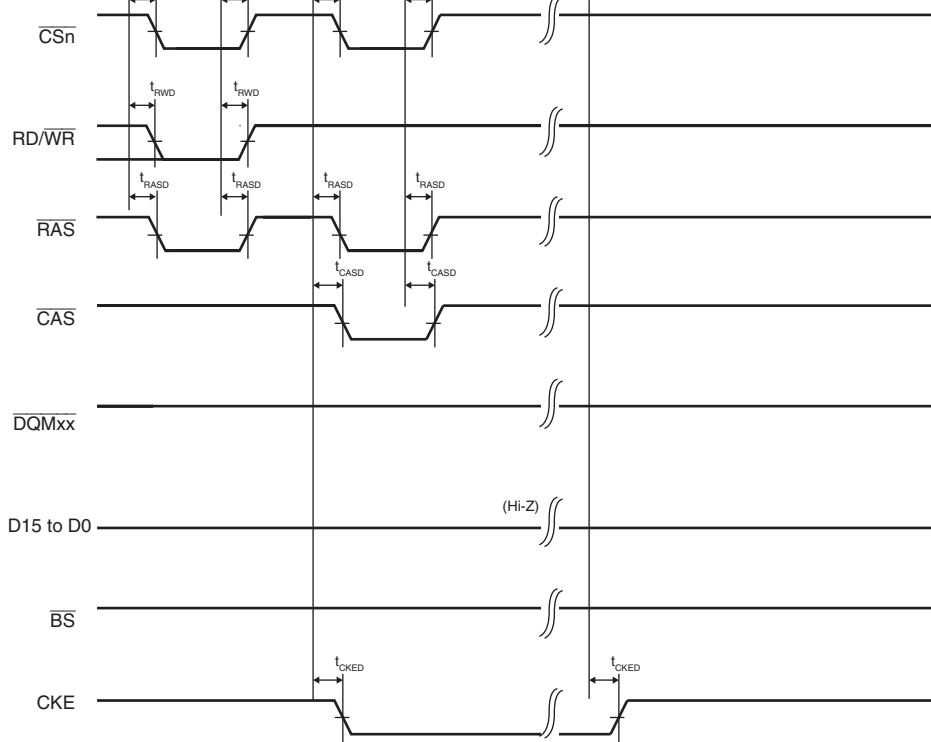 CSn
tRWD tRWD
RD/WR
tRASD tRASD tRASD tRASD
RAS
tCASD tCASD
CAS
DQMxx
(Hi-Z)
D15 to D0
BS
tCKED tCKED
CKE